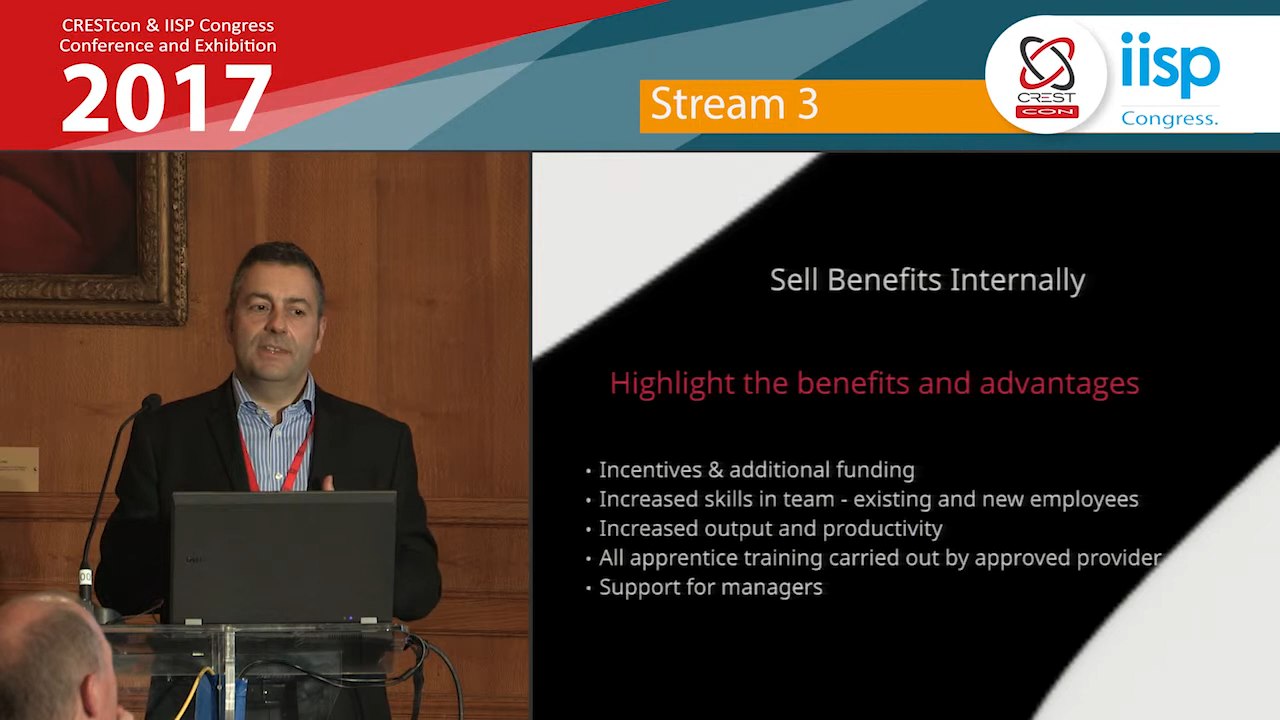 CRESTcon & IISP Congress
Conference and Exhibition
2017
Stream 3
CREST
CON
iisp
Congress.
Sell Benefits Internally
Highlight the benefits and advantages
• Incentives & additional funding
• Increased skills in team - existing and new employees
• Increased output and productivity
• All apprentice training carried out by approved provider
• Support for managers